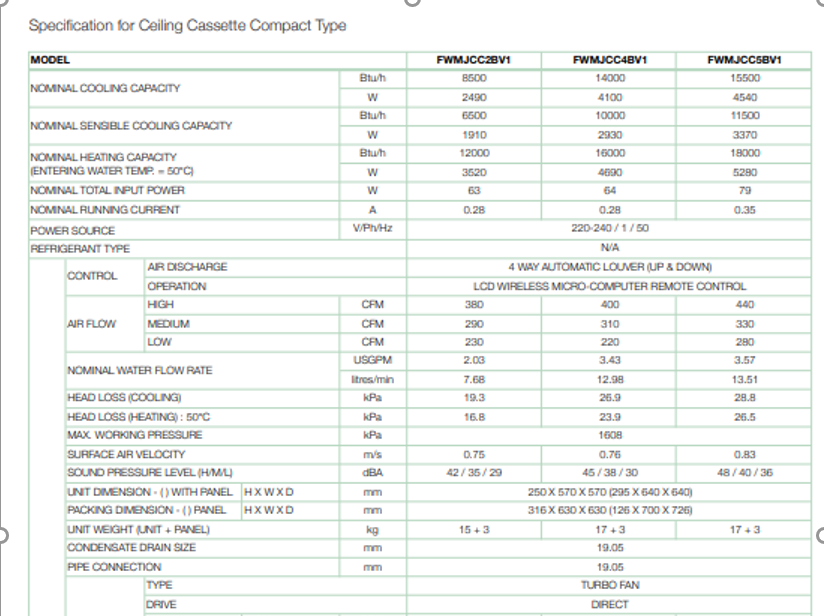 Specification for Ceiling Cassette Compact Type
MODEL FWMJCC2BV1 FWMJCC4BV1 FWMJCC5BV1
NOMINAL COOLING CAPACITY Btu/h 8500 14000 15500
W 2490 4100 4540
NOMINAL SENSIBLE COOLING CAPACITY Btu/h 6500 10000 11500
W 1910 2930 3370
NOMINAL HEATING CAPACITY Btu/h 12000 16000 18000
(ENTERING WATER TEMP. = 50°C) W 3520 4690 5280
NOMINAL TOTAL INPUT POWER W 63 64 79
NOMINAL RUNNING CURRENT A 0.28 0.28 0.35
POWER SOURCE V/Ph/Hz 220-240 / 1 / 50
REFRIGERANT TYPE N/A
CONTROL AIR DISCHARGE 4 WAY AUTOMATIC LOUVER (UP & DOWN)
OPERATION LCD WIRELESS MICRO-COMPUTER REMOTE CONTROL
AIR FLOW HIGH CFM 380 400 440
MEDIUM CFM 290 310 330
LOW CFM 230 220 280
NOMINAL WATER FLOW RATE USGPM 2.03 3.43 3.57
litres/min 7.68 12.98 13.51
HEAD LOSS (COOLING) kPa 19.3 26.9 28.8
HEAD LOSS (HEATING) : 50°C kPa 16.8 23.9 26.5
MAX. WORKING PRESSURE kPa 1608
SURFACE AIR VELOCITY m/s 0.75 0.76 0.83
SOUND PRESSURE LEVEL (H/M/L) dBA 42 / 35 / 29 45 / 38 / 30 48 / 40 / 36
UNIT DIMENSION - ( ) WITH PANEL H X W X D mm 250 X 570 X 570 (295 X 640 X 640)
PACKING DIMENSION - ( ) PANEL H X W X D mm 316 X 630 X 630 (126 X 700 X 726)
UNIT WEIGHT (UNIT + PANEL) kg 15 + 3 17 + 3 17 + 3
CONDENSATE DRAIN SIZE mm 19.05
PIPE CONNECTION mm 19.05
TYPE TURBO FAN
DRIVE DIRECT